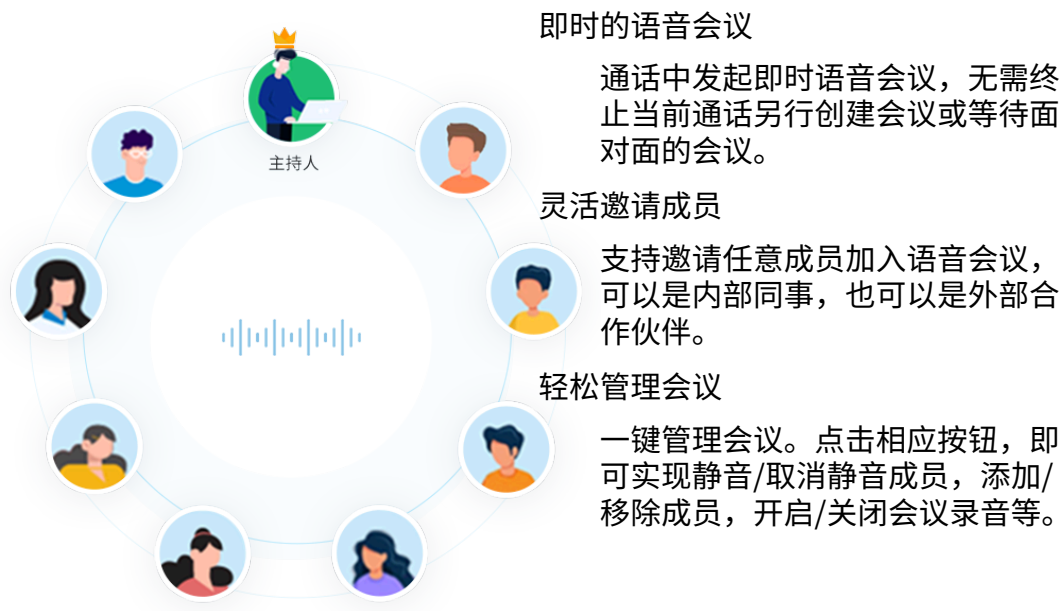 即时的语音会议
通话中发起即时语音会议，无需终
止当前通话另行创建会议或等待面
对面的会议。
主持人
灵活邀请成员
支持邀请任意成员加入语音会议，
可以是内部同事，也可以是外部合
作伙伴。
轻松管理会议
一键管理会议。点击相应按钮，即
可实现静音/取消静音成员，添加/
移除成员，开启/关闭会议录音等。